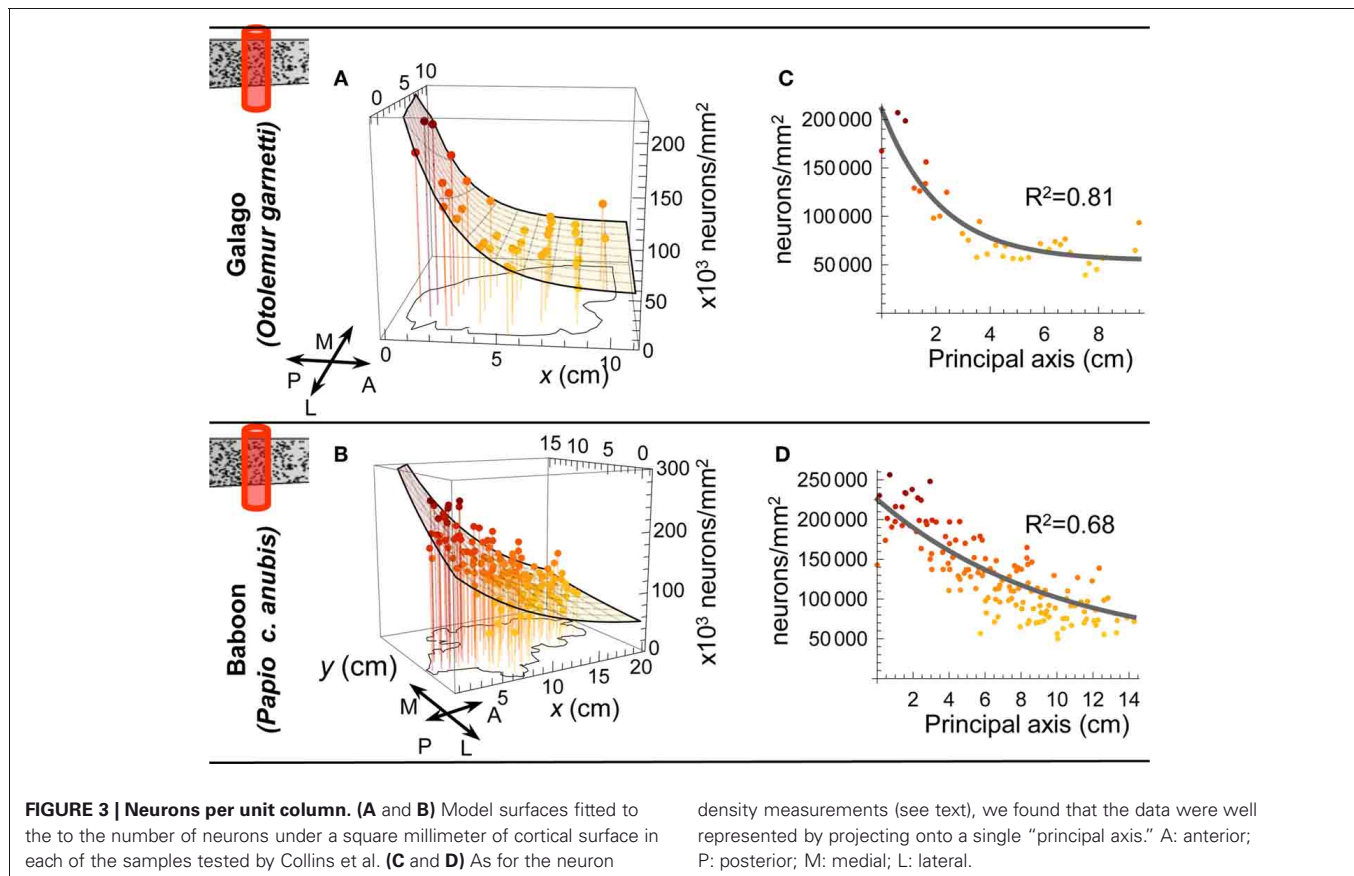 Galago
(Otolemur garnetti)
A
0 5 10
200
150
100
50
0
x10³ neurons/mm²
0 5 10
x (cm)
M
P A
L
C
200 000
150 000
100 000
50 000
neurons/mm²
R²=0.81
2 4 6 8
Principal axis (cm)
Baboon
(Papio c. anubis)
B
15 10 5 0
300
200
100
0
x10³ neurons/mm²
y (cm)
5 10 15 20
x (cm)
M A
P L
D
250 000
200 000
150 000
100 000
50 000
neurons/mm²
R²=0.68
2 4 6 8 10 12 14
Principal axis (cm)
FIGURE 3 | Neurons per unit column. (A and B) Model surfaces fitted to
the to the number of neurons under a square millimeter of cortical surface in
each of the samples tested by Collins et al. (C and D) As for the neuron
density measurements (see text), we found that the data were well
represented by projecting onto a single “principal axis.” A: anterior;
P: posterior; M: medial; L: lateral.